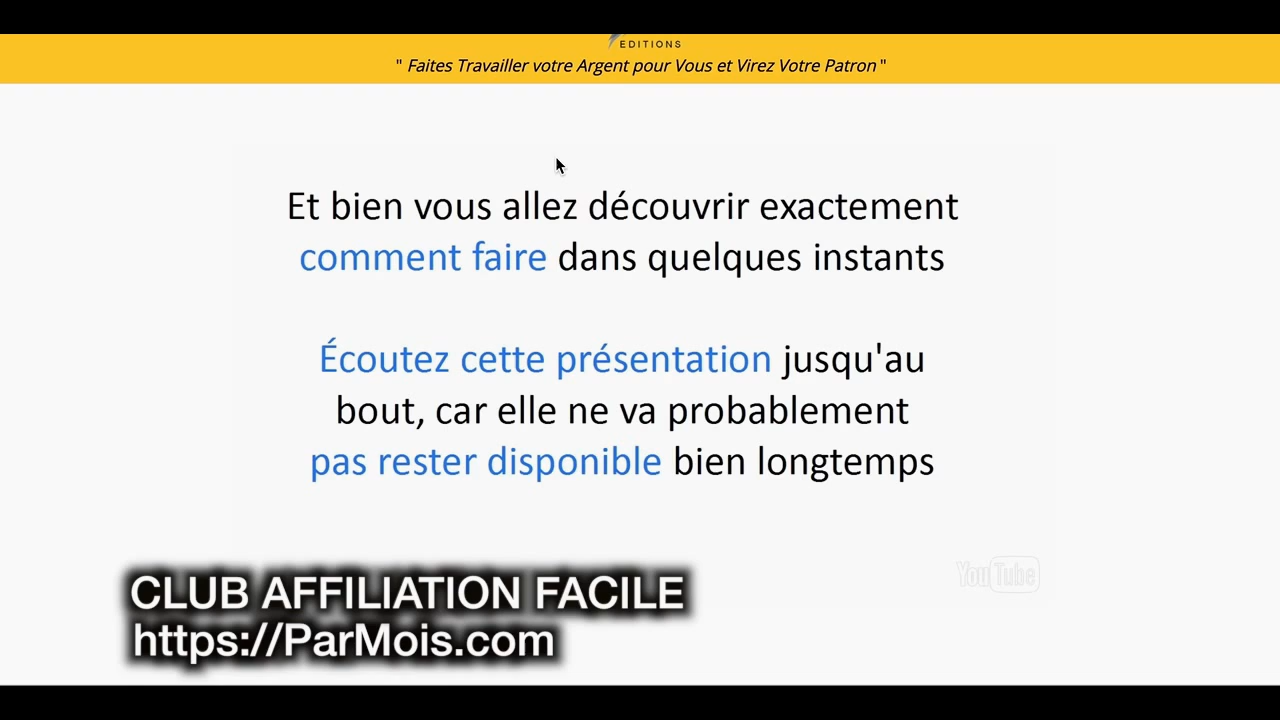 EDITIONS
" Faites Travailler votre Argent pour Vous et Virez Votre Patron "
Et bien vous allez découvrir exactement
comment faire dans quelques instants
Écoutez cette présentation jusqu'au
bout, car elle ne va probablement
pas rester disponible bien longtemps
YouTube
CLUB AFFILIATION FACILE
https://ParMois.com